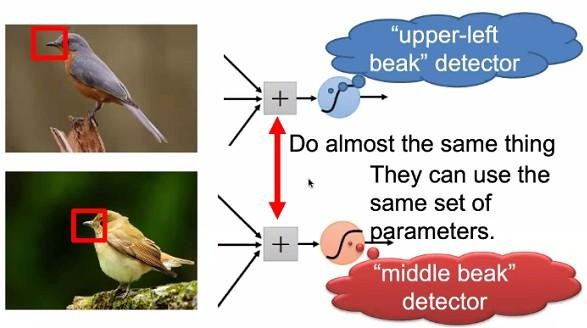 “upper-left
beak” detector
+
Do almost the same thing
They can use the
same set of
parameters.
+
“middle beak”
detector